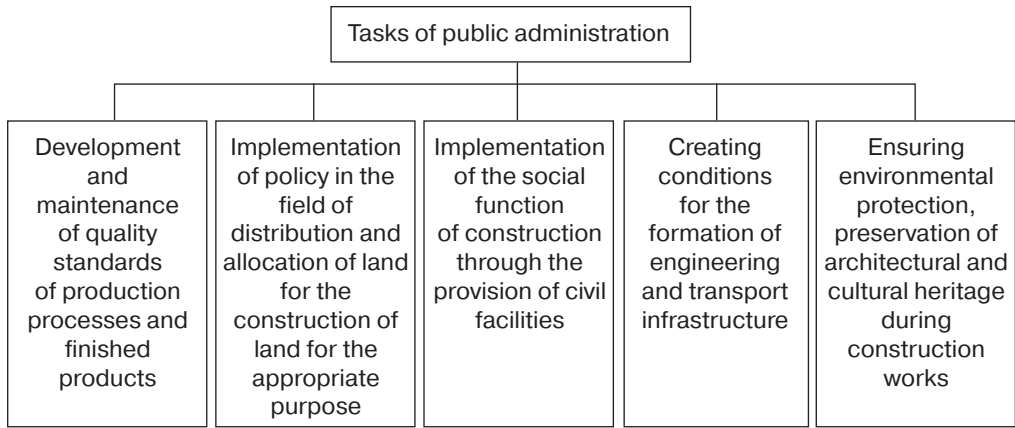 Tasks of public administration
Development
and
maintenance
of quality
standards
of production
processes and
finished
products
Implementation
of policy in the
field of
distribution and
allocation of land
for the
construction of
land for the
appropriate
purpose
Implementation
of the social
function
of construction
through the
provision of civil
facilities
Creating
conditions
for the
formation of
engineering
and transport
infrastructure
Ensuring
environmental
protection,
preservation of
architectural and
cultural heritage
during
construction
works